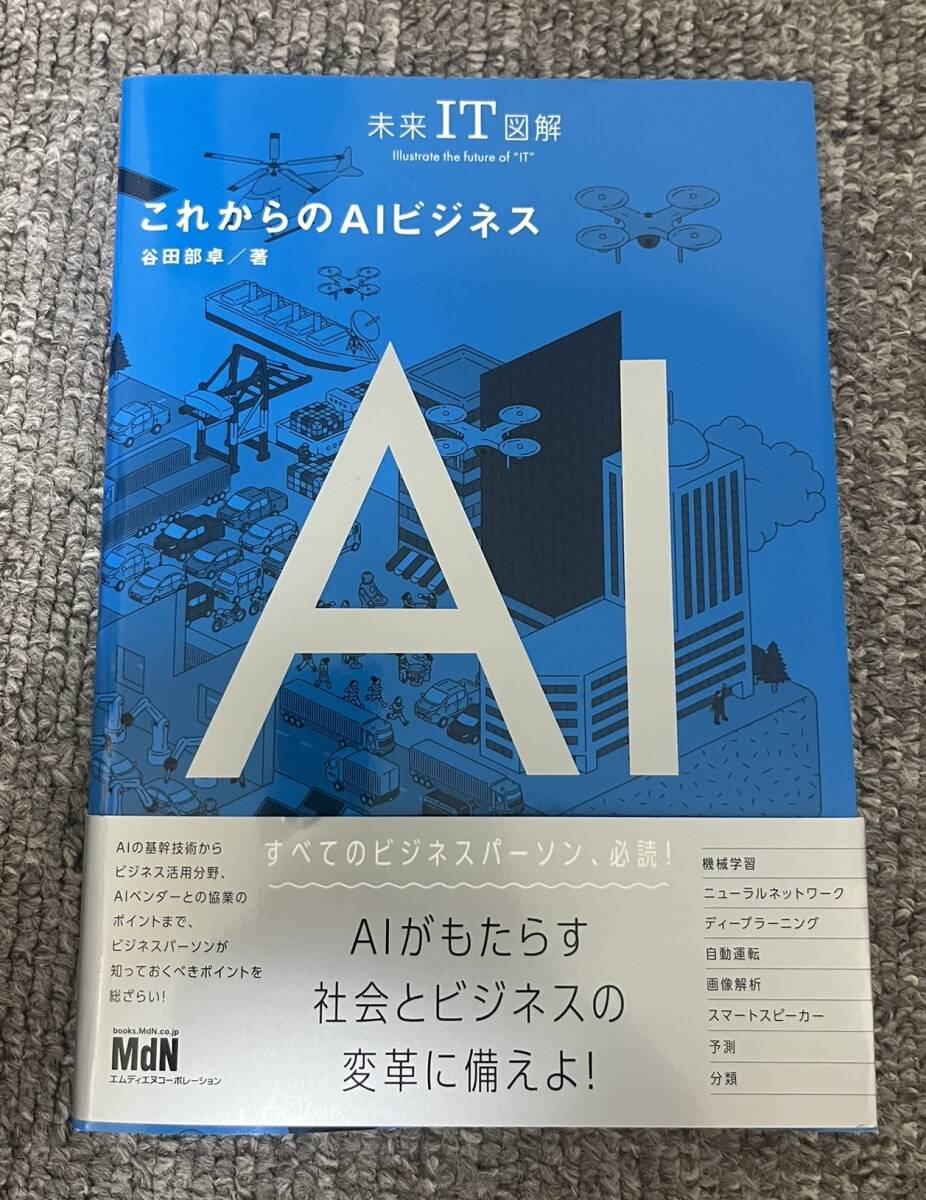 未来 IT 図解
Illustrate the future of "IT"
これからのAIビジネス
谷田部卓／著
AI
AIの基幹技術から
ビジネス活用分野、
AIベンダーとの協業の
ポイントまで、
ビジネスパーソンが
知っておくべきポイントを
総ざらい!
books.MdN.co.jp
MdN
エムディエヌコーポレーション
すべてのビジネスパーソン、必読!
AIがもたらす
社会とビジネスの
変革に備えよ!
機械学習
ニューラルネットワーク
ディープラーニング
自動運転
画像解析
スマートスピーカー
予測
分類